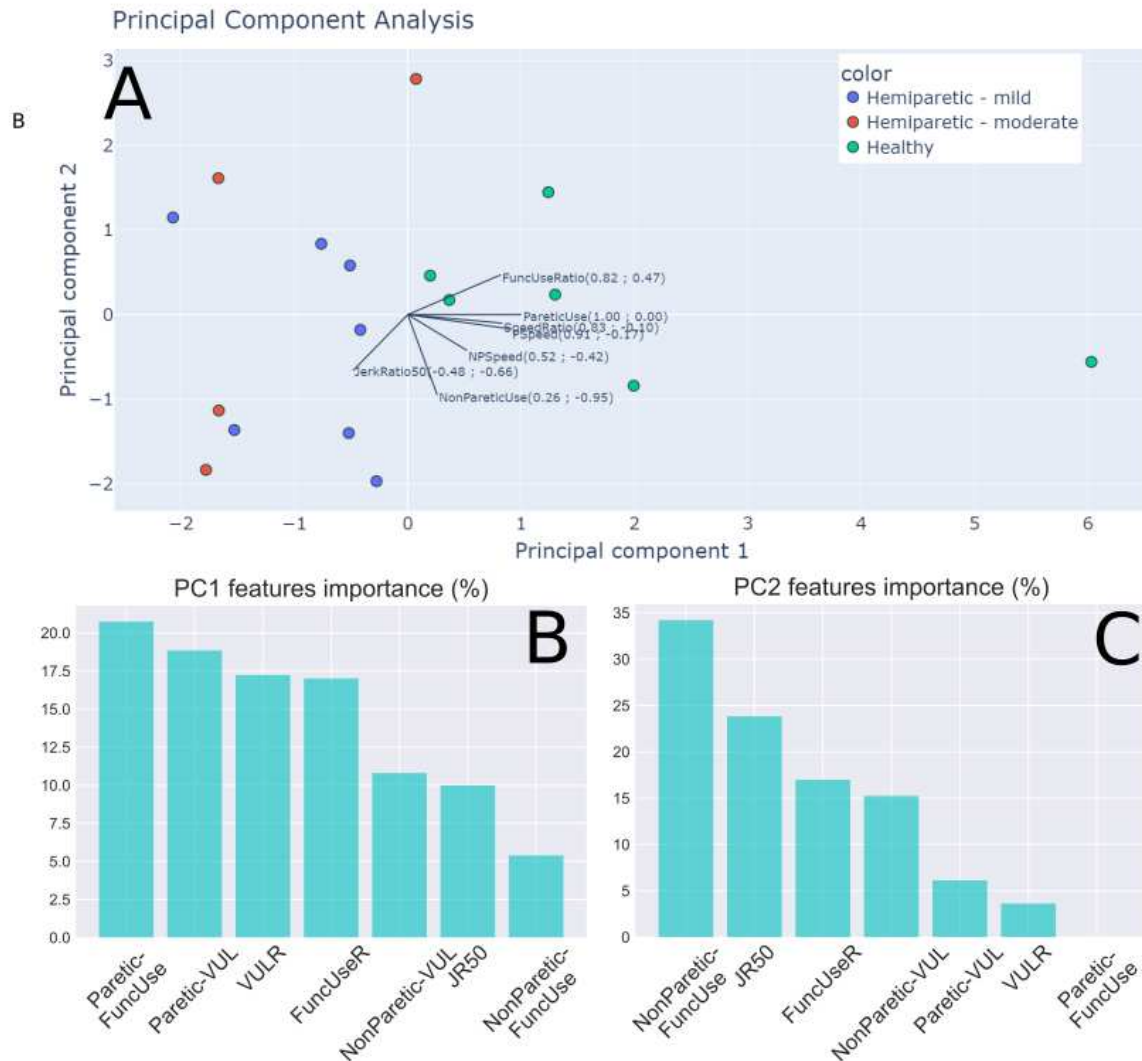 Principal Component Analysis
A
B
color
Hemiparetic - mild
Hemiparetic - moderate
Healthy
Principal component 2
3
2
1
0
−1
−2
FuncUseRatio(0.82 ; 0.47)
PareticUse(1.00 ; 0.00)
SpeedRatio(0.83 ; -0.10)
PSpeed(0.91 ; -0.17)
NPSpeed(0.52 ; -0.42)
JerkRatio50(-0.48 ; -0.66)
NonPareticUse(0.26 ; -0.95)
−2 −1 0 1 2 3 4 5 6
Principal component 1
PC1 features importance (%)
B
20.0
17.5
15.0
12.5
10.0
7.5
5.0
2.5
0.0
Paretic-
FuncUse
Paretic-VUL
VULR
FuncUseR
NonParetic-VUL
JR50
NonParetic-
FuncUse
PC2 features importance (%)
C
35
30
25
20
15
10
5
0
NonParetic-
FuncUse
JR50
FuncUseR
NonParetic-VUL
Paretic-VUL
VULR
Paretic-
FuncUse